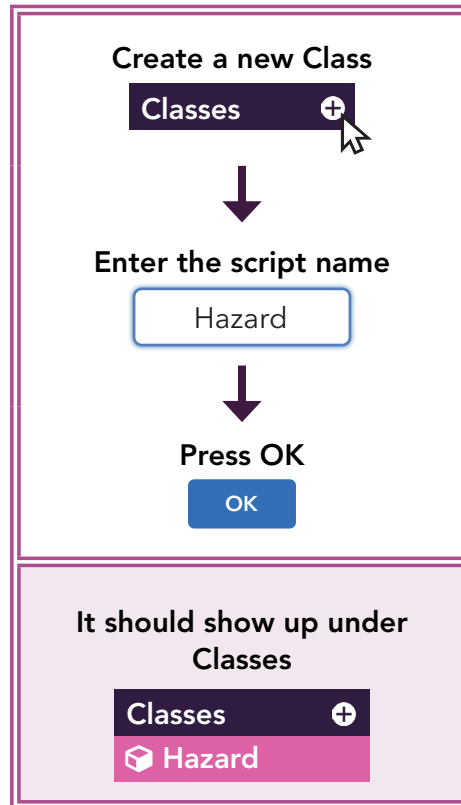 Create a new Class
Classes
Enter the script name
Hazard
Press OK
OK
It should show up under
Classes
Classes
Hazard